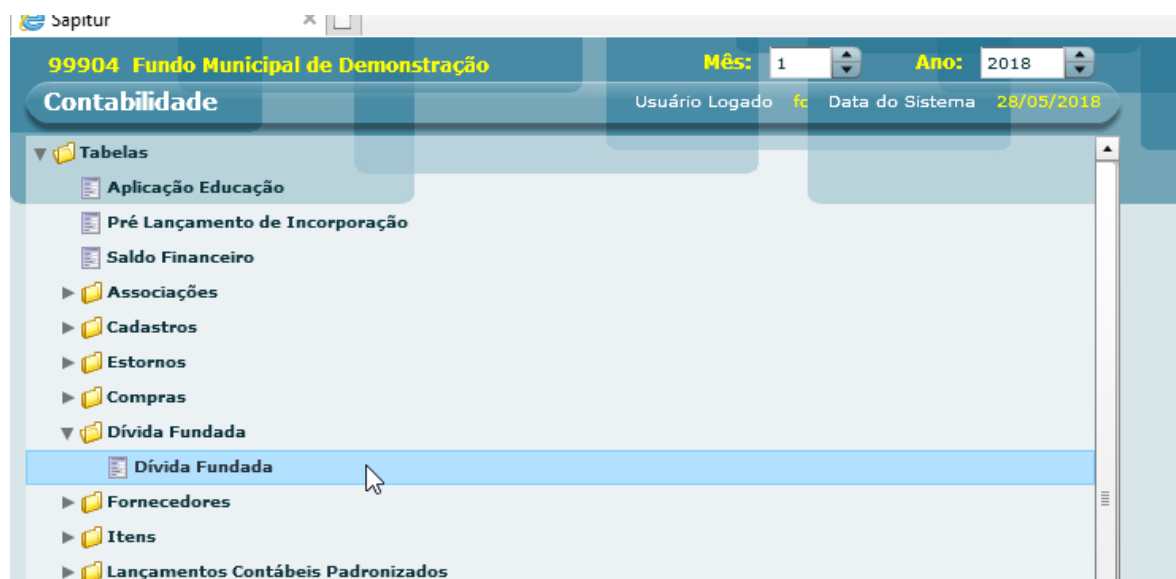 Sapitur
99904 Fundo Municipal de Demonstração Mês: 1 Ano: 2018
Contabilidade Usuário Logado fc Data do Sistema 28/05/2018
Tabelas
Aplicação Educação
Pré Lançamento de Incorporação
Saldo Financeiro
Associações
Cadastros
Estornos
Compras
Dívida Fundada
Dívida Fundada
Fornecedores
Itens
Lançamentos Contábeis Padronizados